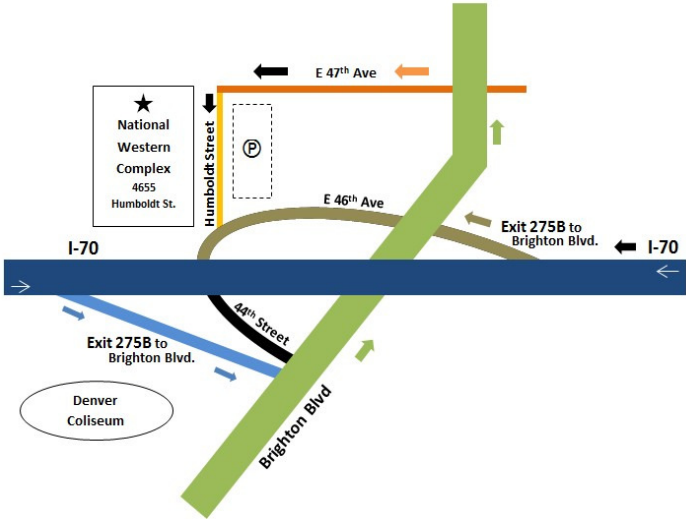 E 47th Ave
★
National
Western
Complex
4655
Humboldt St.
Humboldt Street
P
E 46th Ave
Exit 275B to
Brighton Blvd.
I-70
I-70
44th Street
Exit 275B to
Brighton Blvd.
Denver
Coliseum
Brighton Blvd